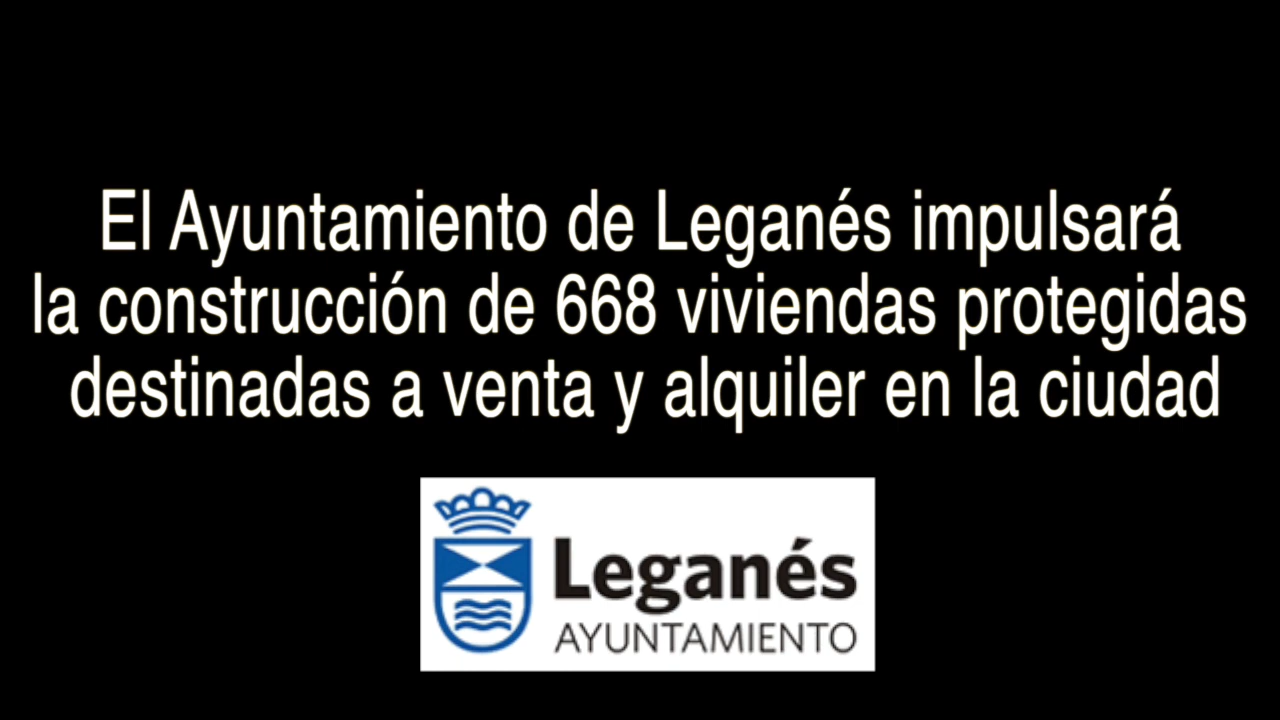 El Ayuntamiento de Leganés impulsará
la construcción de 668 viviendas protegidas
destinadas a venta y alquiler en la ciudad
Leganés
AYUNTAMIENTO